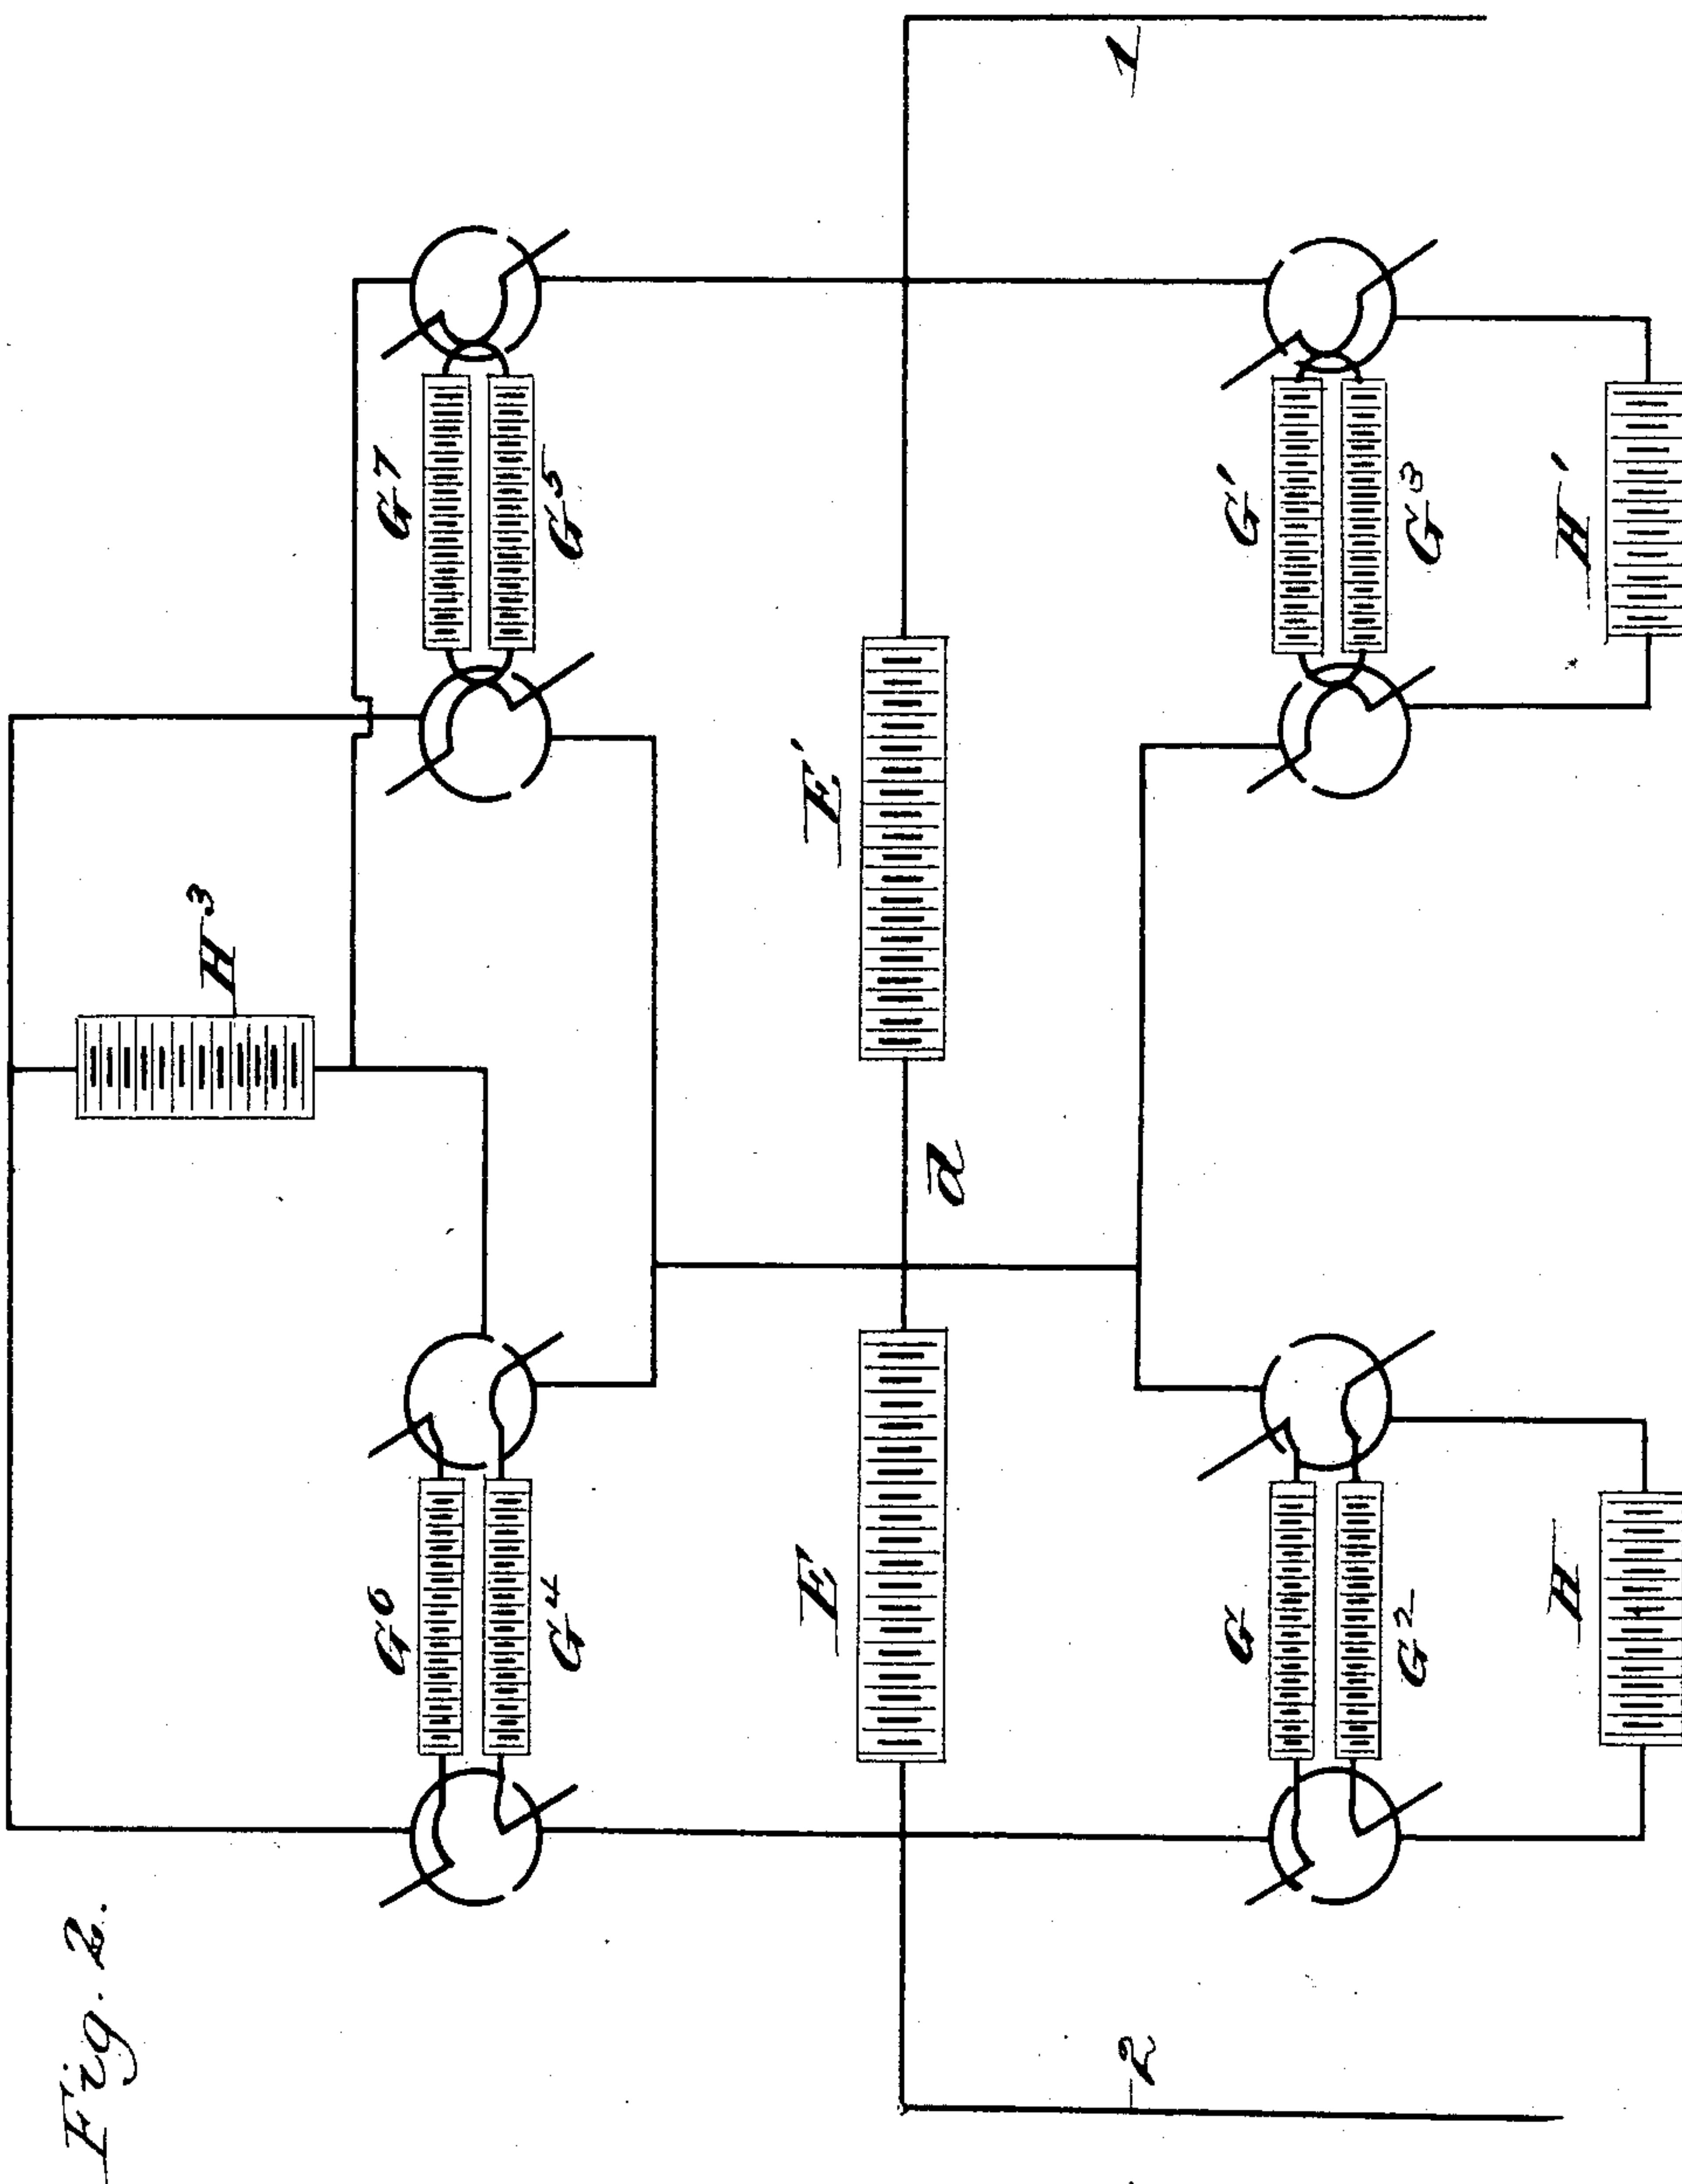 Fig. 2.
H³
G⁶
G⁴
G⁷
G⁵
E
a
E'
G
G²
G'
G³
H
H'
2
1